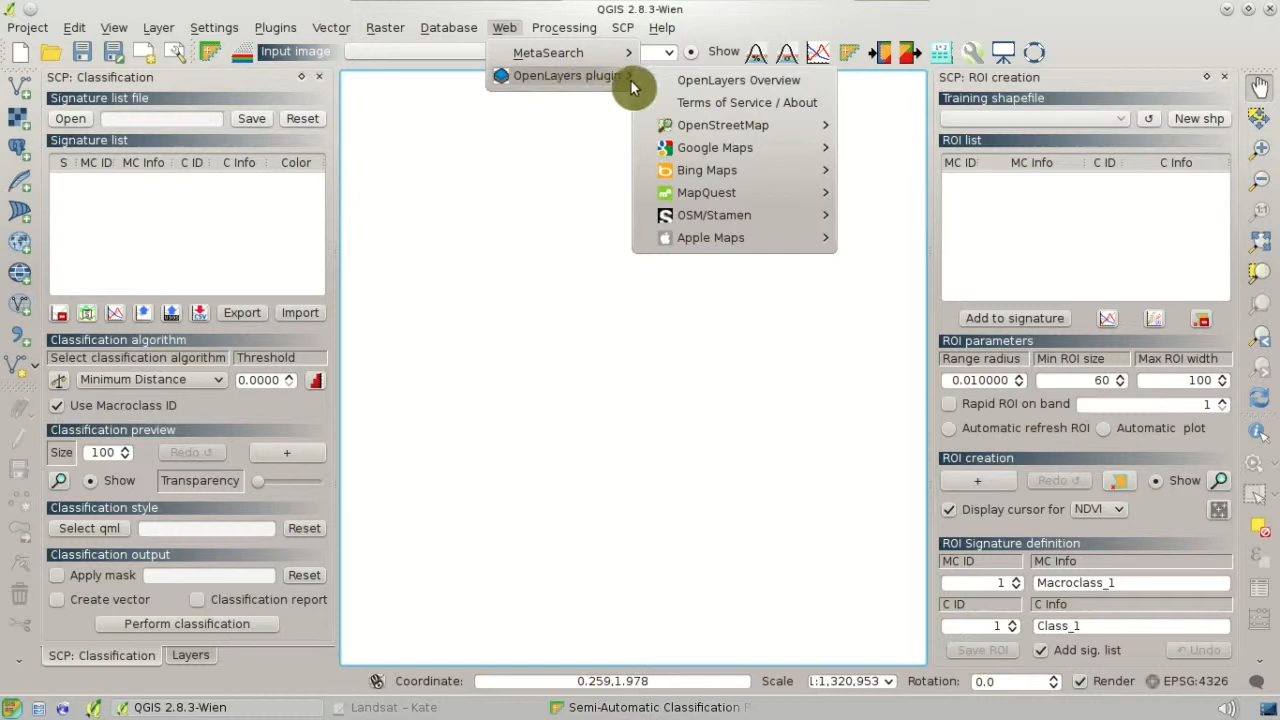 QGIS 2.8.3-Wien
Project Edit View Layer Settings Plugins Vector Raster Database Web Processing SCP Help
Input image Show
MetaSearch
OpenLayers plugin
OpenLayers Overview
Terms of Service / About
OpenStreetMap
Google Maps
Bing Maps
MapQuest
OSM/Stamen
Apple Maps
SCP: Classification
Signature list file
Open Save Reset
Signature list
S MC ID MC Info C ID C Info Color
Export Import
Classification algorithm
Select classification algorithm Threshold
Minimum Distance 0.0000
Use Macroclass ID
Classification preview
Size 100 Redo ↺ +
Show Transparency
Classification style
Select qml Reset
Classification output
Apply mask Reset
Create vector Classification report
Perform classification
SCP: Classification Layers
SCP: ROI creation
Training shapefile
↺ New shp
ROI list
MC ID MC Info C ID C Info
Add to signature
ROI parameters
Range radius Min ROI size Max ROI width
0.010000 60 100
Rapid ROI on band 1
Automatic refresh ROI Automatic plot
ROI creation
+ Redo ↺ Show
Display cursor for NDVI
ROI Signature definition
MC ID MC Info
1 Macroclass_1
C ID C Info
1 Class_1
Save ROI Add sig. list ↶ Undo
Coordinate: 0.259,1.978 Scale l:1,320,953 Rotation: 0.0 Render EPSG:4326
QGIS 2.8.3-Wien Landsat – Kate Semi-Automatic Classification